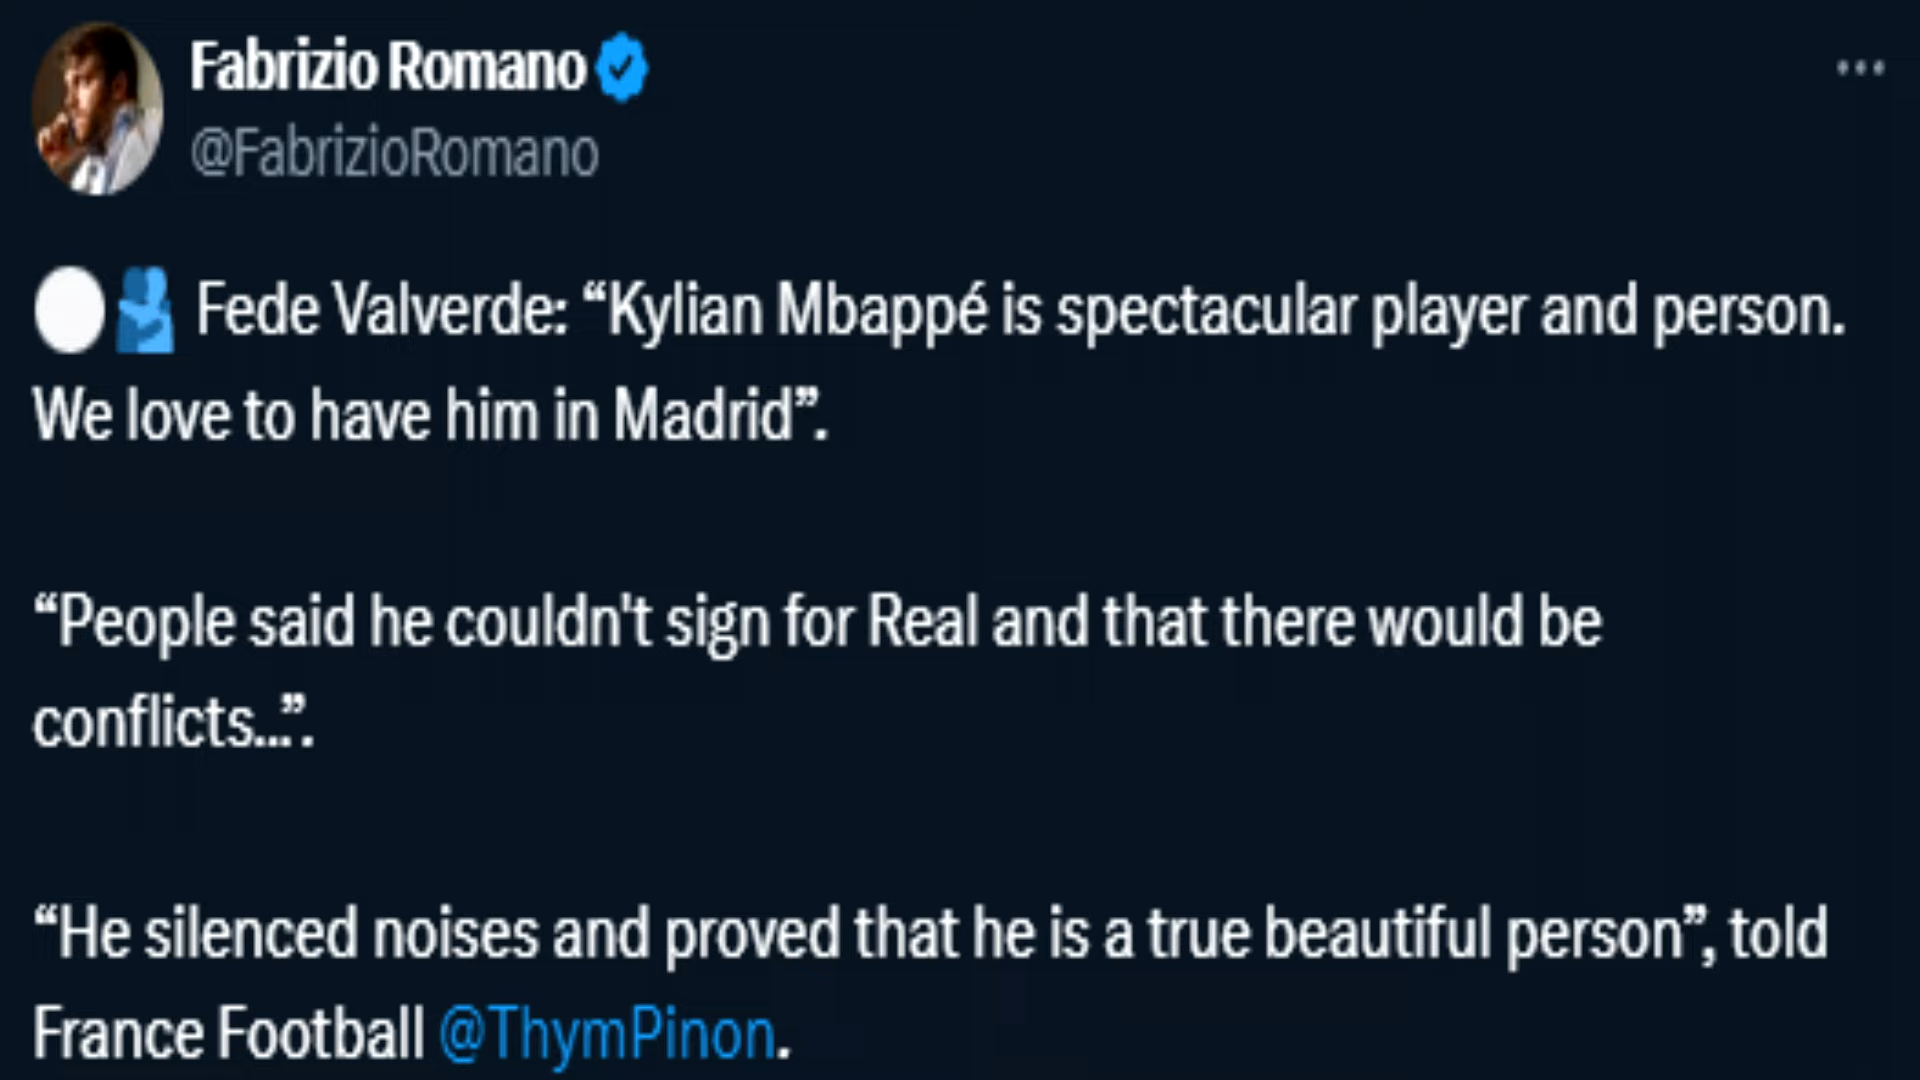 Fabrizio Romano
@FabrizioRomano
Fede Valverde: “Kylian Mbappé is spectacular player and person.
We love to have him in Madrid”.
“People said he couldn't sign for Real and that there would be
conflicts...”.
“He silenced noises and proved that he is a true beautiful person”, told
France Football @ThymPinon.